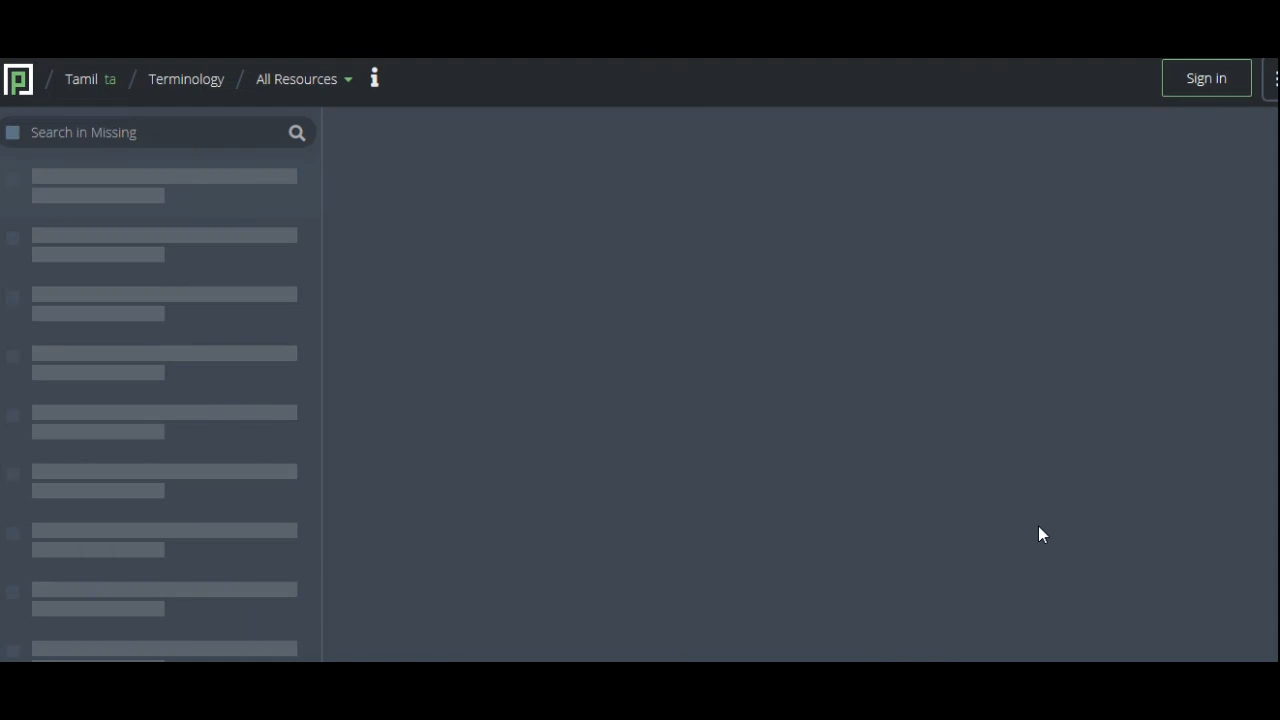 / Tamil ta / Terminology / All Resources
Sign in
Search in Missing